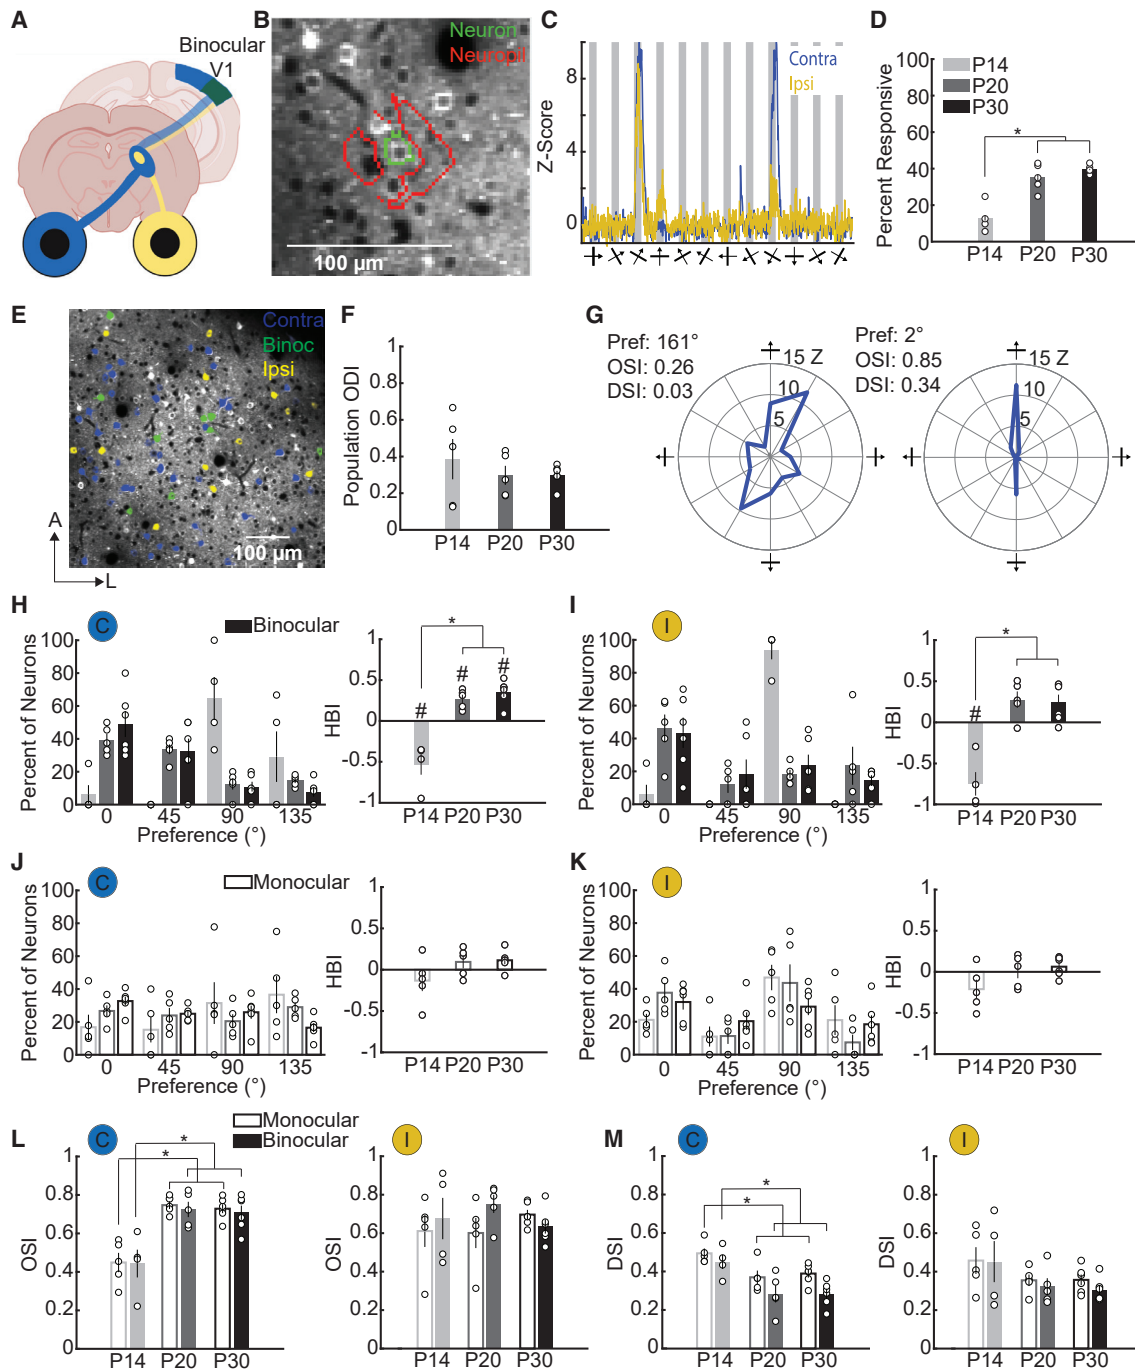 A
Binocular
V1
B
Neuron
Neuropil
100 µm
C
Contra
Ipsi
Z-Score
8
4
0
D
P14
P20
P30
*
Percent Responsive
100
80
60
40
20
0
P14 P20 P30
E
Contra
Binoc
Ipsi
100 µm
A
L
F
Population ODI
1
0.8
0.6
0.4
0.2
0
P14 P20 P30
G
Pref: 161°
OSI: 0.26
DSI: 0.03
15 Z
10
5
Pref: 2°
OSI: 0.85
DSI: 0.34
15 Z
10
5
H
C
Binocular
Percent of Neurons
100
80
60
40
20
0
0 45 90 135
Preference (°)
HBI
1
0.5
0
-0.5
-1
*
# # #
P14 P20 P30
I
I
Percent of Neurons
100
80
60
40
20
0
0 45 90 135
Preference (°)
HBI
1
0.5
0
-0.5
-1
*
#
P14 P20 P30
J
C
Monocular
Percent of Neurons
100
80
60
40
20
0
0 45 90 135
Preference (°)
HBI
1
0.5
0
-0.5
-1
P14 P20 P30
K
I
Percent of Neurons
100
80
60
40
20
0
0 45 90 135
Preference (°)
HBI
1
0.5
0
-0.5
-1
P14 P20 P30
L
C
Monocular
Binocular
*
*
OSI
1
0.8
0.6
0.4
0.2
0
P14 P20 P30
I
OSI
1
0.8
0.6
0.4
0.2
0
P14 P20 P30
M
C
*
*
DSI
1
0.8
0.6
0.4
0.2
0
P14 P20 P30
I
DSI
1
0.8
0.6
0.4
0.2
0
P14 P20 P30